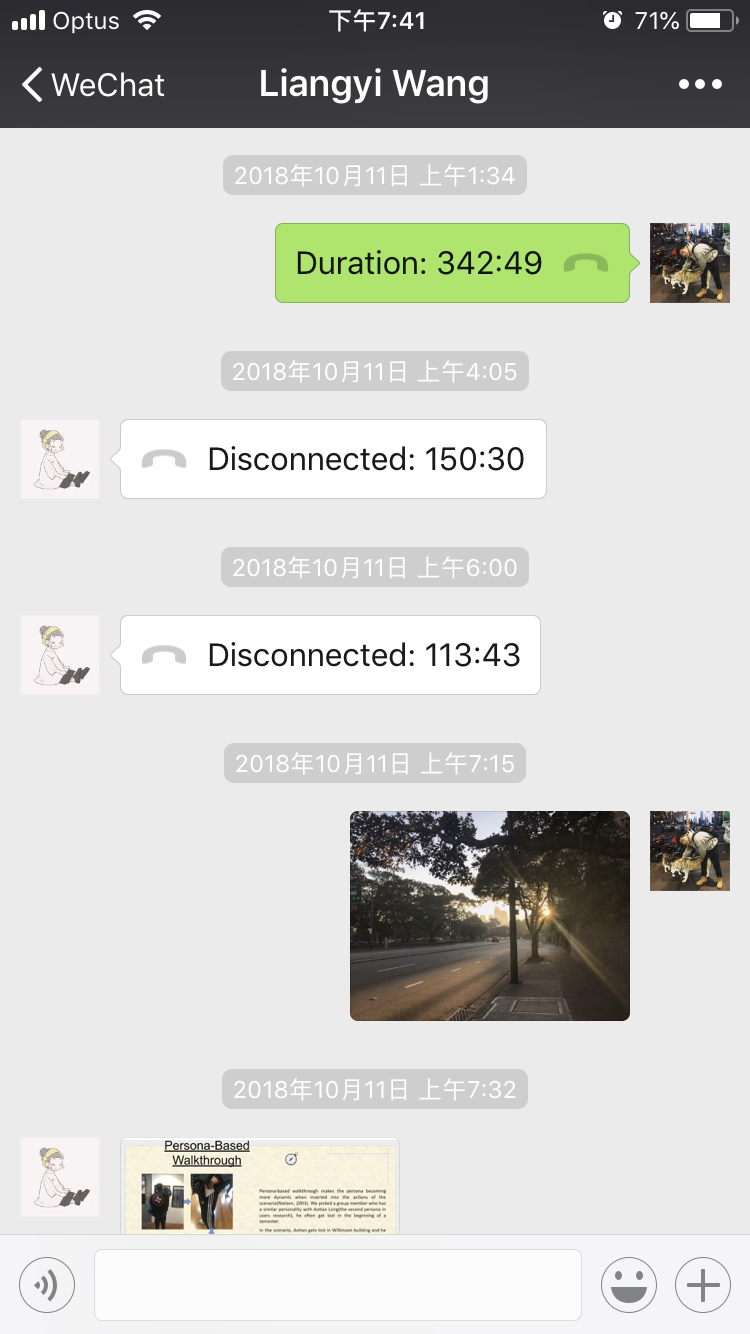 Optus 下午7:41 71%
WeChat Liangyi Wang
2018年10月11日 上午1:34
Duration: 342:49
2018年10月11日 上午4:05
Disconnected: 150:30
2018年10月11日 上午6:00
Disconnected: 113:43
2018年10月11日 上午7:15
2018年10月11日 上午7:32
Persona-Based
Walkthrough
Persona-based walkthrough makes the persona becoming
more dynamic when inserted into the actions of the
scenario(Nielsen, 2003). We picked a group member who has
a similar personality with Aotian Long(the second persona in
users research), he often get lost in the beginning of a
semester.
In the scenario, Aotian gets lost in Wilkinson building and he